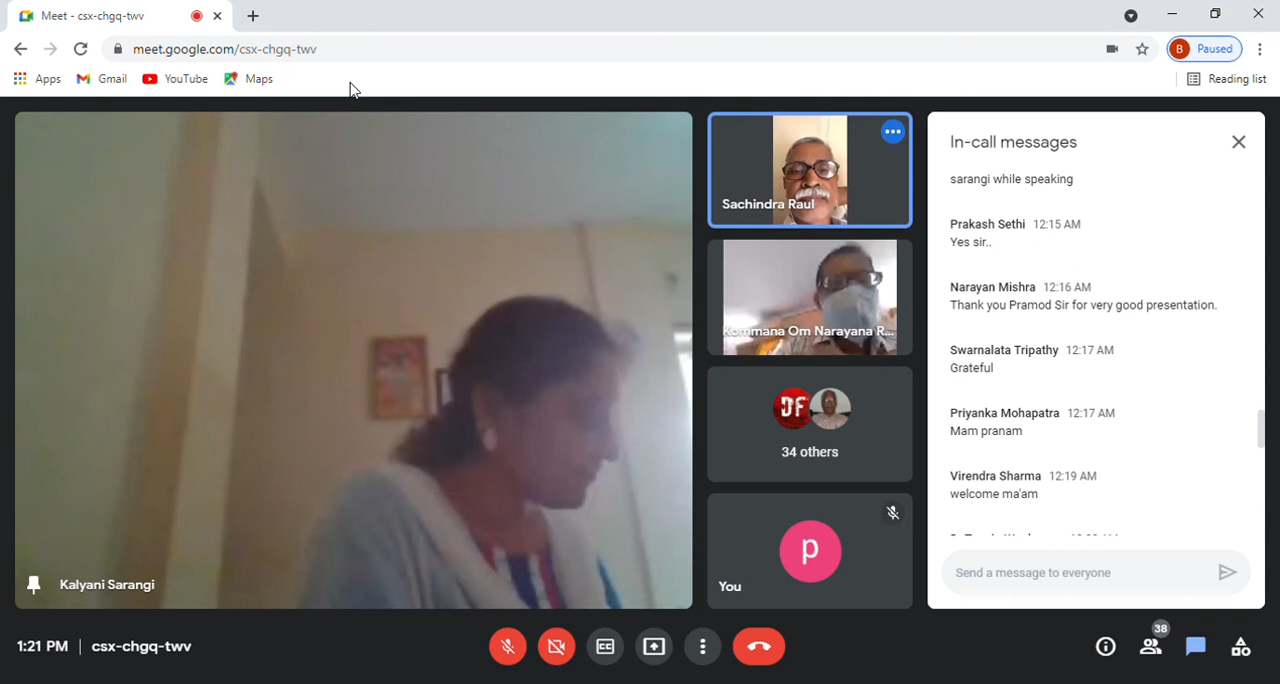 Meet - csx-chgq-twv
meet.google.com/csx-chgq-twv
B Paused
Apps Gmail YouTube Maps Reading list
Kalyani Sarangi
Sachindra Raul
Kommana Om Narayana R...
DF
34 others
p
You
In-call messages
sarangi while speaking
Prakash Sethi 12:15 AM
Yes sir..
Narayan Mishra 12:16 AM
Thank you Pramod Sir for very good presentation.
Swarnalata Tripathy 12:17 AM
Grateful
Priyanka Mohapatra 12:17 AM
Mam pranam
Virendra Sharma 12:19 AM
welcome ma'am
Send a message to everyone
1:21 PM | csx-chgq-twv
CC
38